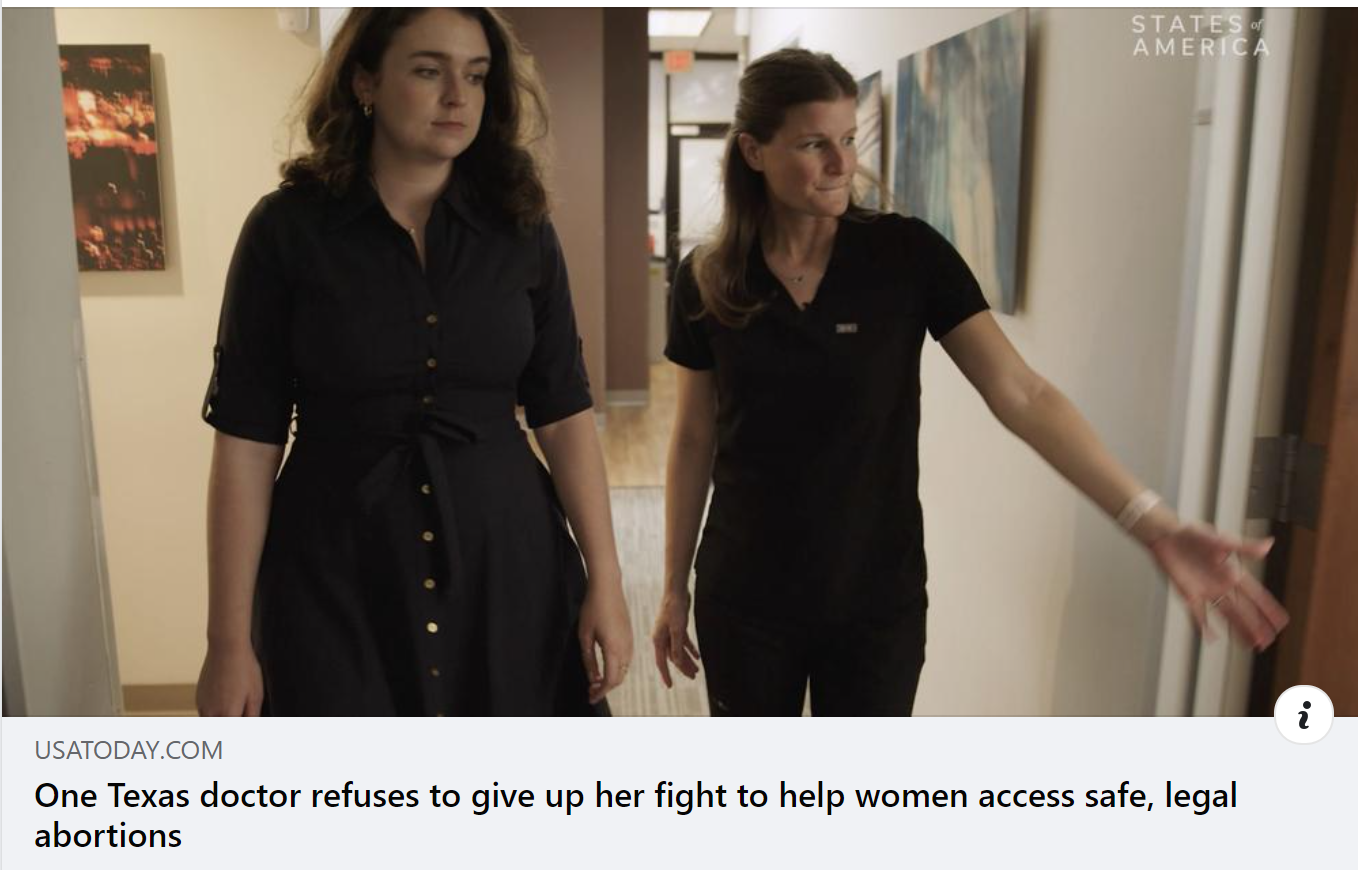 STATES of
AMERICA
USATODAY.COM
One Texas doctor refuses to give up her fight to help women access safe, legal
abortions